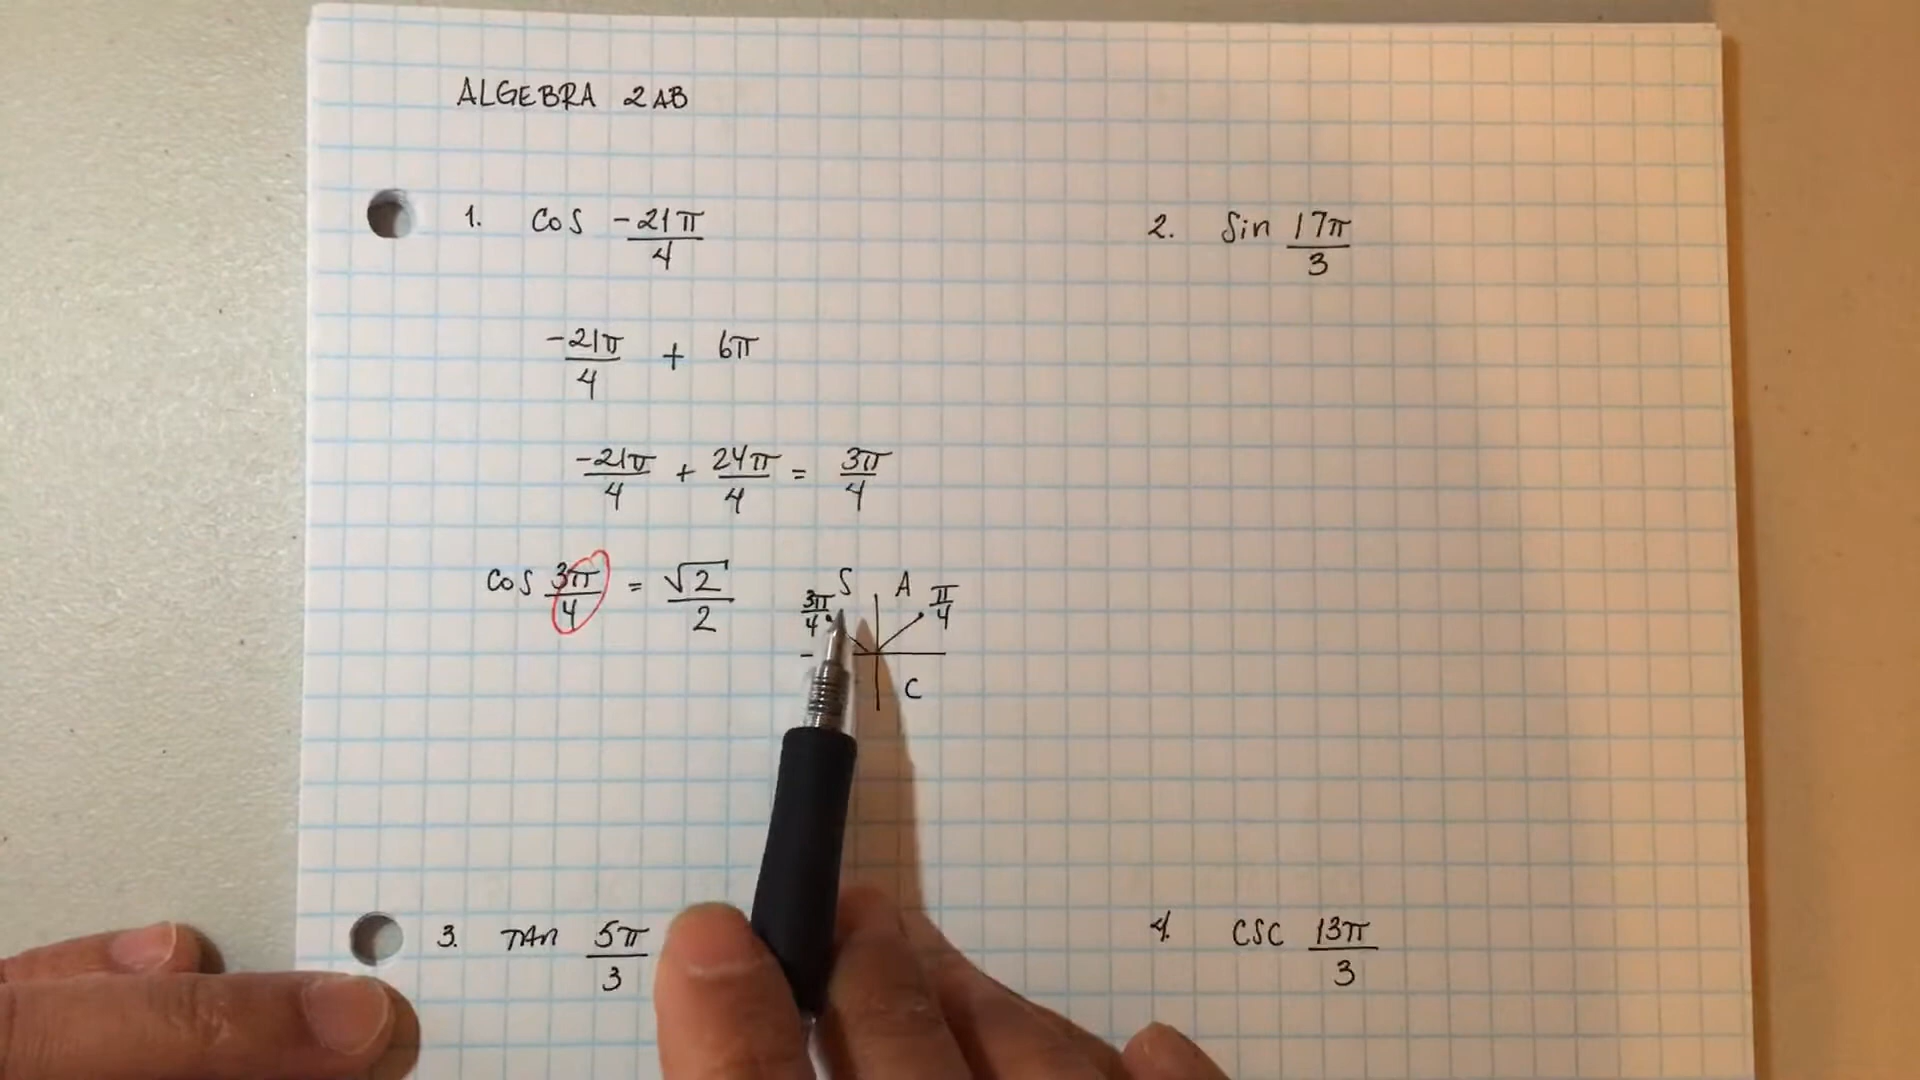 ALGEBRA 2AB
1. COS -21π/4
2. Sin 17π/3
-21π/4 + 6π
-21π/4 + 24π/4 = 3π/4
COS 3π/4 = √2/2
S A
3π/4 π/4
C
3. TAN 5π/3
4. CSC 13π/3